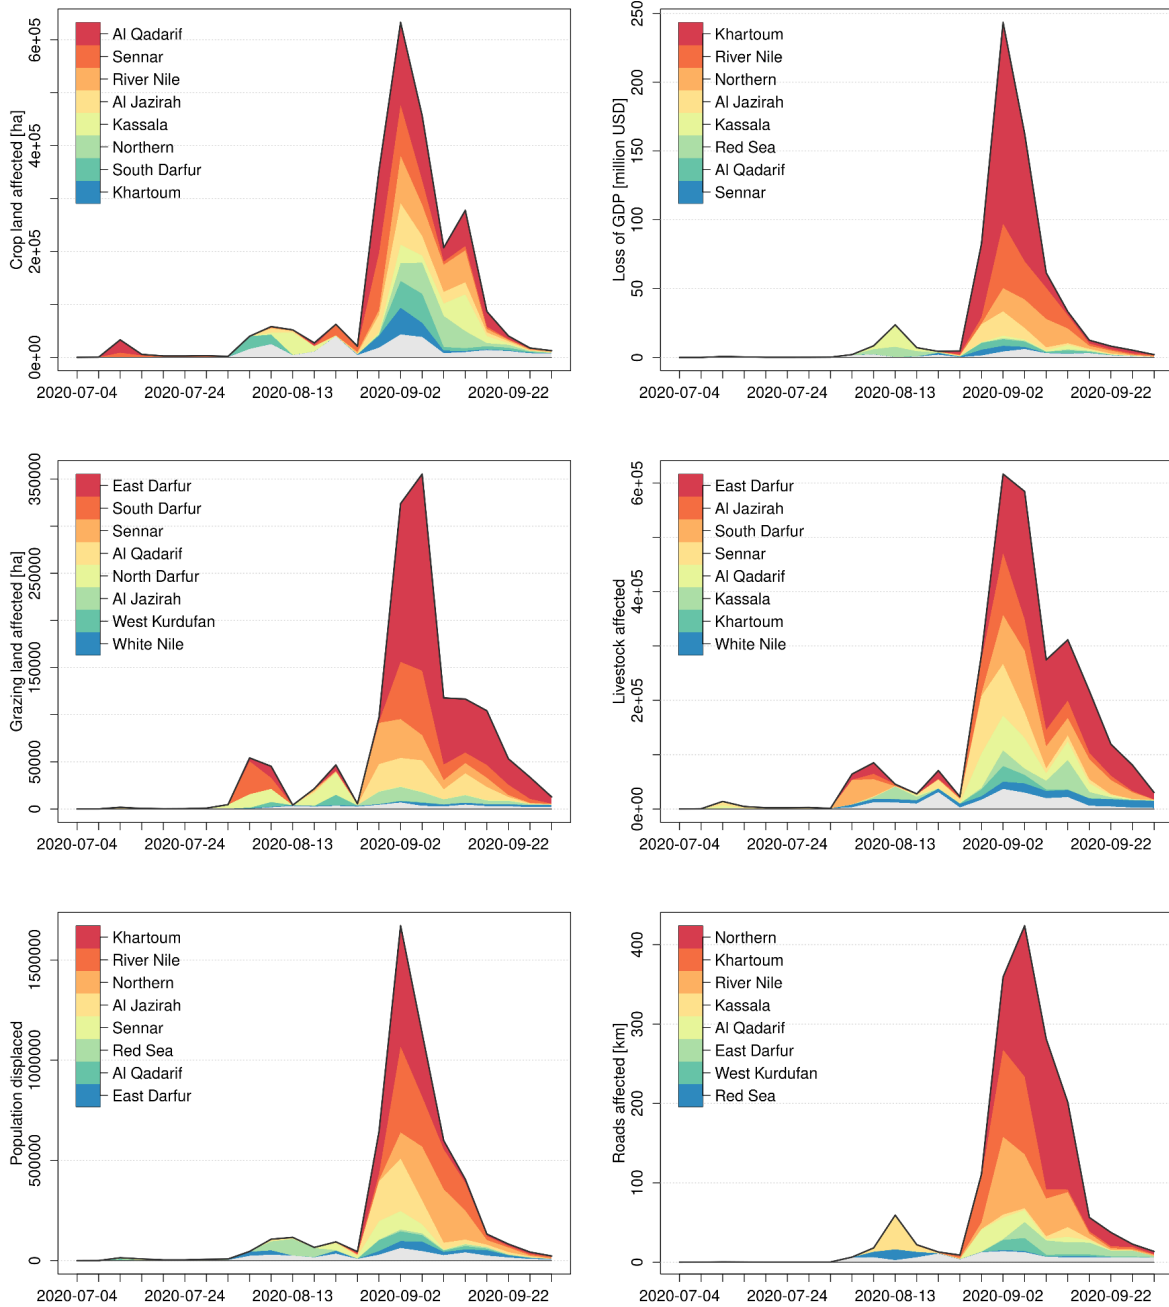 Crop land affected [ha]
0e+00
2e+05
4e+05
6e+05
Al Qadarif
Sennar
River Nile
Al Jazirah
Kassala
Northern
South Darfur
Khartoum
2020-07-04
2020-07-24
2020-08-13
2020-09-02
2020-09-22
Loss of GDP [million USD]
0
50
100
150
200
250
Khartoum
River Nile
Northern
Al Jazirah
Kassala
Red Sea
Al Qadarif
Sennar
2020-07-04
2020-07-24
2020-08-13
2020-09-02
2020-09-22
Grazing land affected [ha]
0
50000
150000
250000
350000
East Darfur
South Darfur
Sennar
Al Qadarif
North Darfur
Al Jazirah
West Kurdufan
White Nile
2020-07-04
2020-07-24
2020-08-13
2020-09-02
2020-09-22
Livestock affected
0e+00
2e+05
4e+05
6e+05
East Darfur
Al Jazirah
South Darfur
Sennar
Al Qadarif
Kassala
Khartoum
White Nile
2020-07-04
2020-07-24
2020-08-13
2020-09-02
2020-09-22
Population displaced
0
500000
1000000
1500000
Khartoum
River Nile
Northern
Al Jazirah
Sennar
Red Sea
Al Qadarif
East Darfur
2020-07-04
2020-07-24
2020-08-13
2020-09-02
2020-09-22
Roads affected [km]
0
100
200
300
400
Northern
Khartoum
River Nile
Kassala
Al Qadarif
East Darfur
West Kurdufan
Red Sea
2020-07-04
2020-07-24
2020-08-13
2020-09-02
2020-09-22